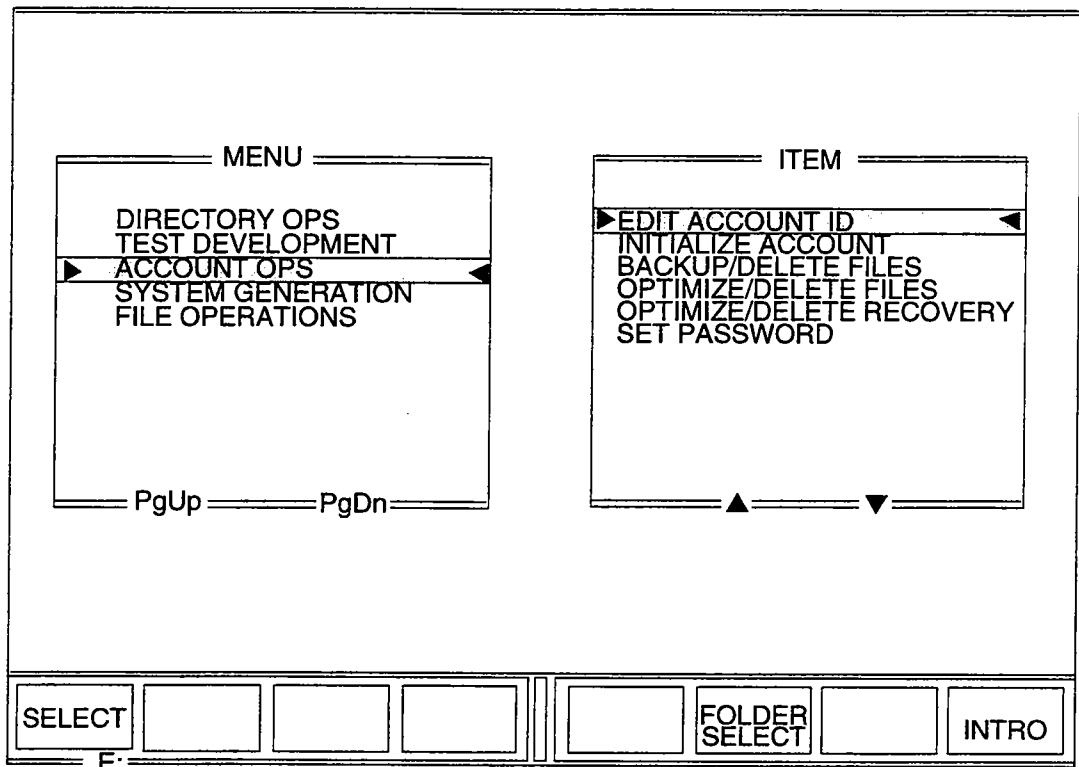 MENU
DIRECTORY OPS
TEST DEVELOPMENT
ACCOUNT OPS
SYSTEM GENERATION
FILE OPERATIONS
PgUp PgDn
ITEM
EDIT ACCOUNT ID
INITIALIZE ACCOUNT
BACKUP/DELETE FILES
OPTIMIZE/DELETE FILES
OPTIMIZE/DELETE RECOVERY
SET PASSWORD
SELECT
FOLDER
SELECT
INTRO